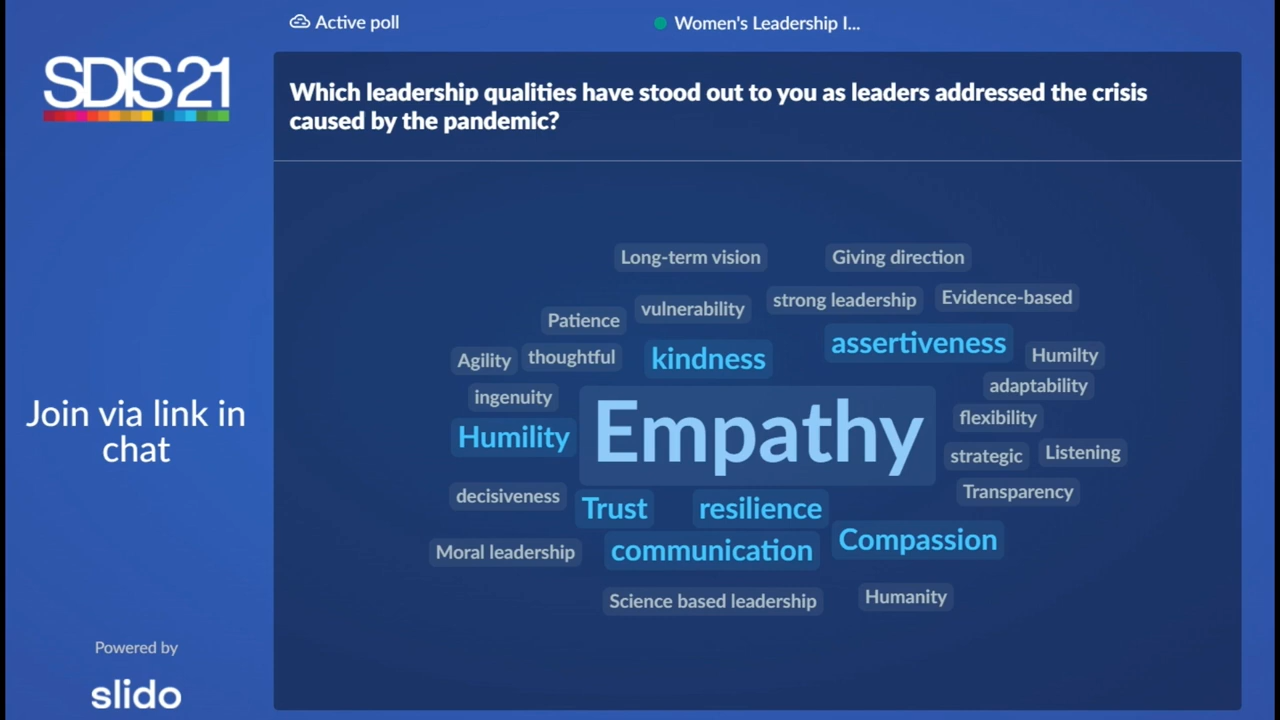 Active poll
Women's Leadership I...
SDIS21
Which leadership qualities have stood out to you as leaders addressed the crisis
caused by the pandemic?
Long-term vision
Giving direction
Patience
vulnerability
strong leadership
Evidence-based
Agility
thoughtful
kindness
assertiveness
Humilty
ingenuity
adaptability
Humility
Empathy
flexibility
strategic
Listening
decisiveness
Trust
resilience
Transparency
Moral leadership
communication
Compassion
Science based leadership
Humanity
Join via link in
chat
Powered by
slido